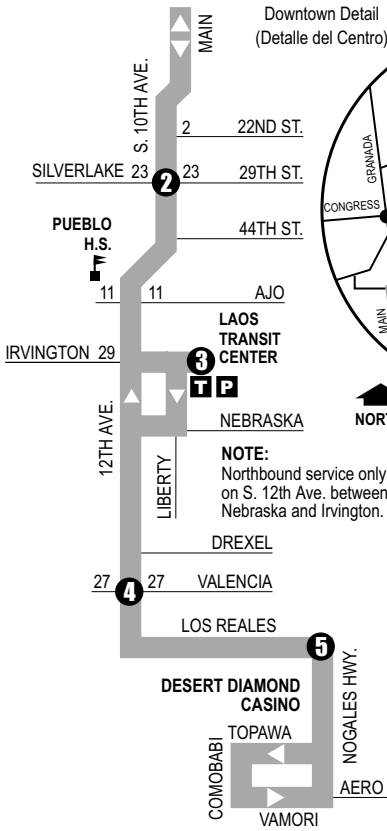 Downtown Detail
(Detalle del Centro)
MAIN
S. 10TH AVE.
2 22ND ST.
SILVERLAKE 23 2 23 29TH ST.
GRANADA
CONGRESS
MAIN
PUEBLO
H.S.
44TH ST.
11 11 AJO
LAOS
TRANSIT
CENTER
IRVINGTON 29
3
T P
NORT
12TH AVE.
LIBERTY
NEBRASKA
NOTE:
Northbound service only
on S. 12th Ave. between
Nebraska and Irvington.
DREXEL
27 4 27 VALENCIA
LOS REALES
5
DESERT DIAMOND
CASINO
NOGALES HWY.
TOPAWA
COMOBABI
AERO
VAMORI